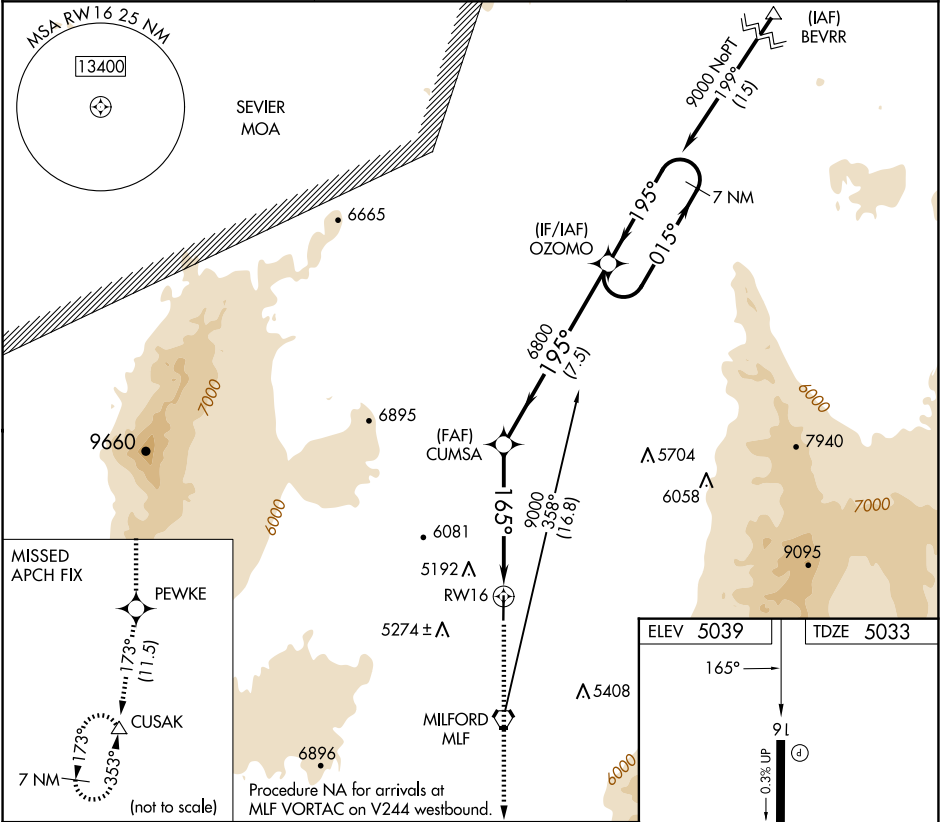 MSA RW16 25 NM
13400
SEVIER
MOA
(IAF)
BEVRR
9000 NoPT
199°
(15)
6665
195°
7 NM
015°
(IF/IAF)
OZOMO
6800
195°
(7.5)
7000
6895
9660
(FAF)
CUMSA
6000
7940
5704
6058
7000
9000
358°
(16.8)
165°
6000
6081
9095
5192
RW16
5274 ±
MISSED
APCH FIX
PEWKE
173°
(11.5)
CUSAK
173°
353°
7 NM
(not to scale)
5408
MILFORD
MLF
6896
6000
Procedure NA for arrivals at
MLF VORTAC on V244 westbound.
ELEV 5039
TDZE 5033
165°
16
P
0.3% UP